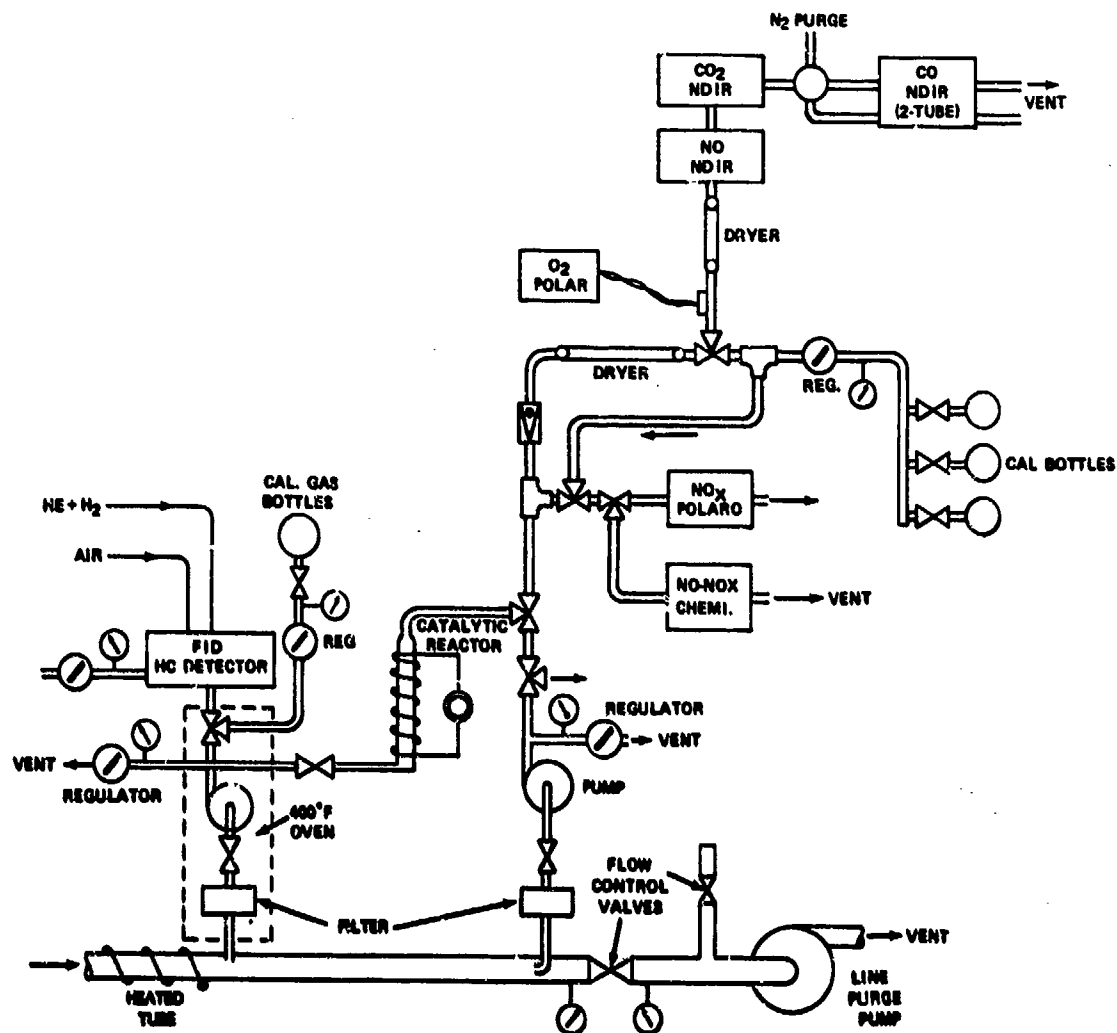 N2 PURGE
CO2
NDIR
CO
NDIR
(2-TUBE)
VENT
NO
NDIR
DRYER
O2
POLAR
DRYER
REG.
CAL BOTTLES
CAL. GAS
BOTTLES
HE + H2
AIR
NOX
POLARO
NO-NOX
CHEMI.
VENT
CATALYTIC
REACTOR
REG
FID
HC DETECTOR
REGULATOR
VENT
VENT
REGULATOR
PUMP
400°F
OVEN
FLOW
CONTROL
VALVES
FILTER
VENT
HEATED
TUBE
LINE
PURGE
PUMP